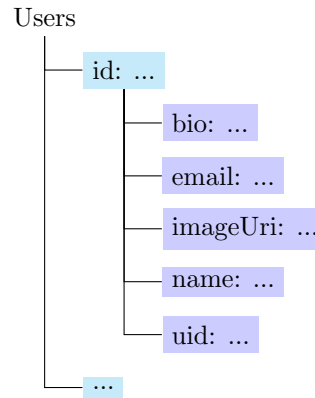 Users
id: ...
bio: ...
email: ...
imageUri: ...
name: ...
uid: ...
...